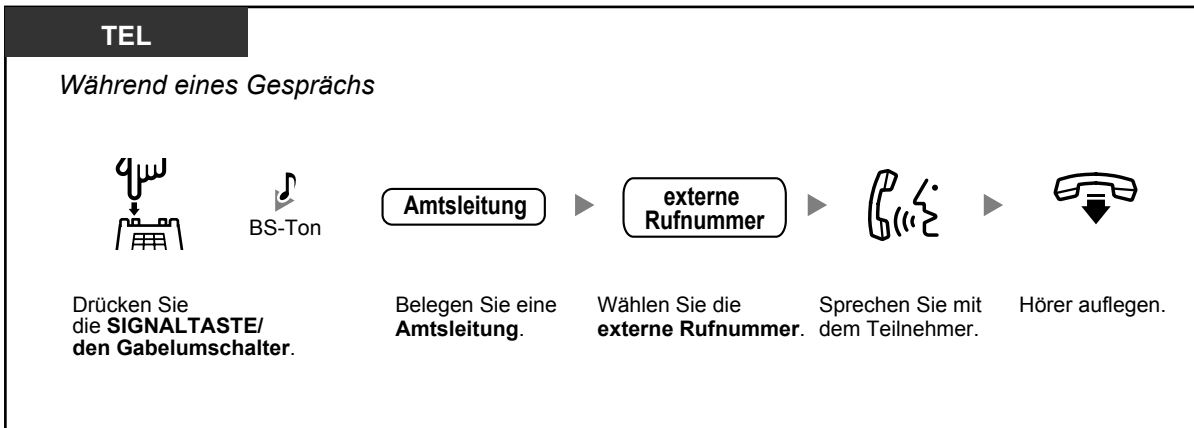 TEL
Während eines Gesprächs
BS-Ton
Amtsleitung
externe
Rufnummer
Drücken Sie
die SIGNALTASTE/
den Gabelumschalter.
Belegen Sie eine
Amtsleitung.
Wählen Sie die
externe Rufnummer.
Sprechen Sie mit
dem Teilnehmer.
Hörer auflegen.